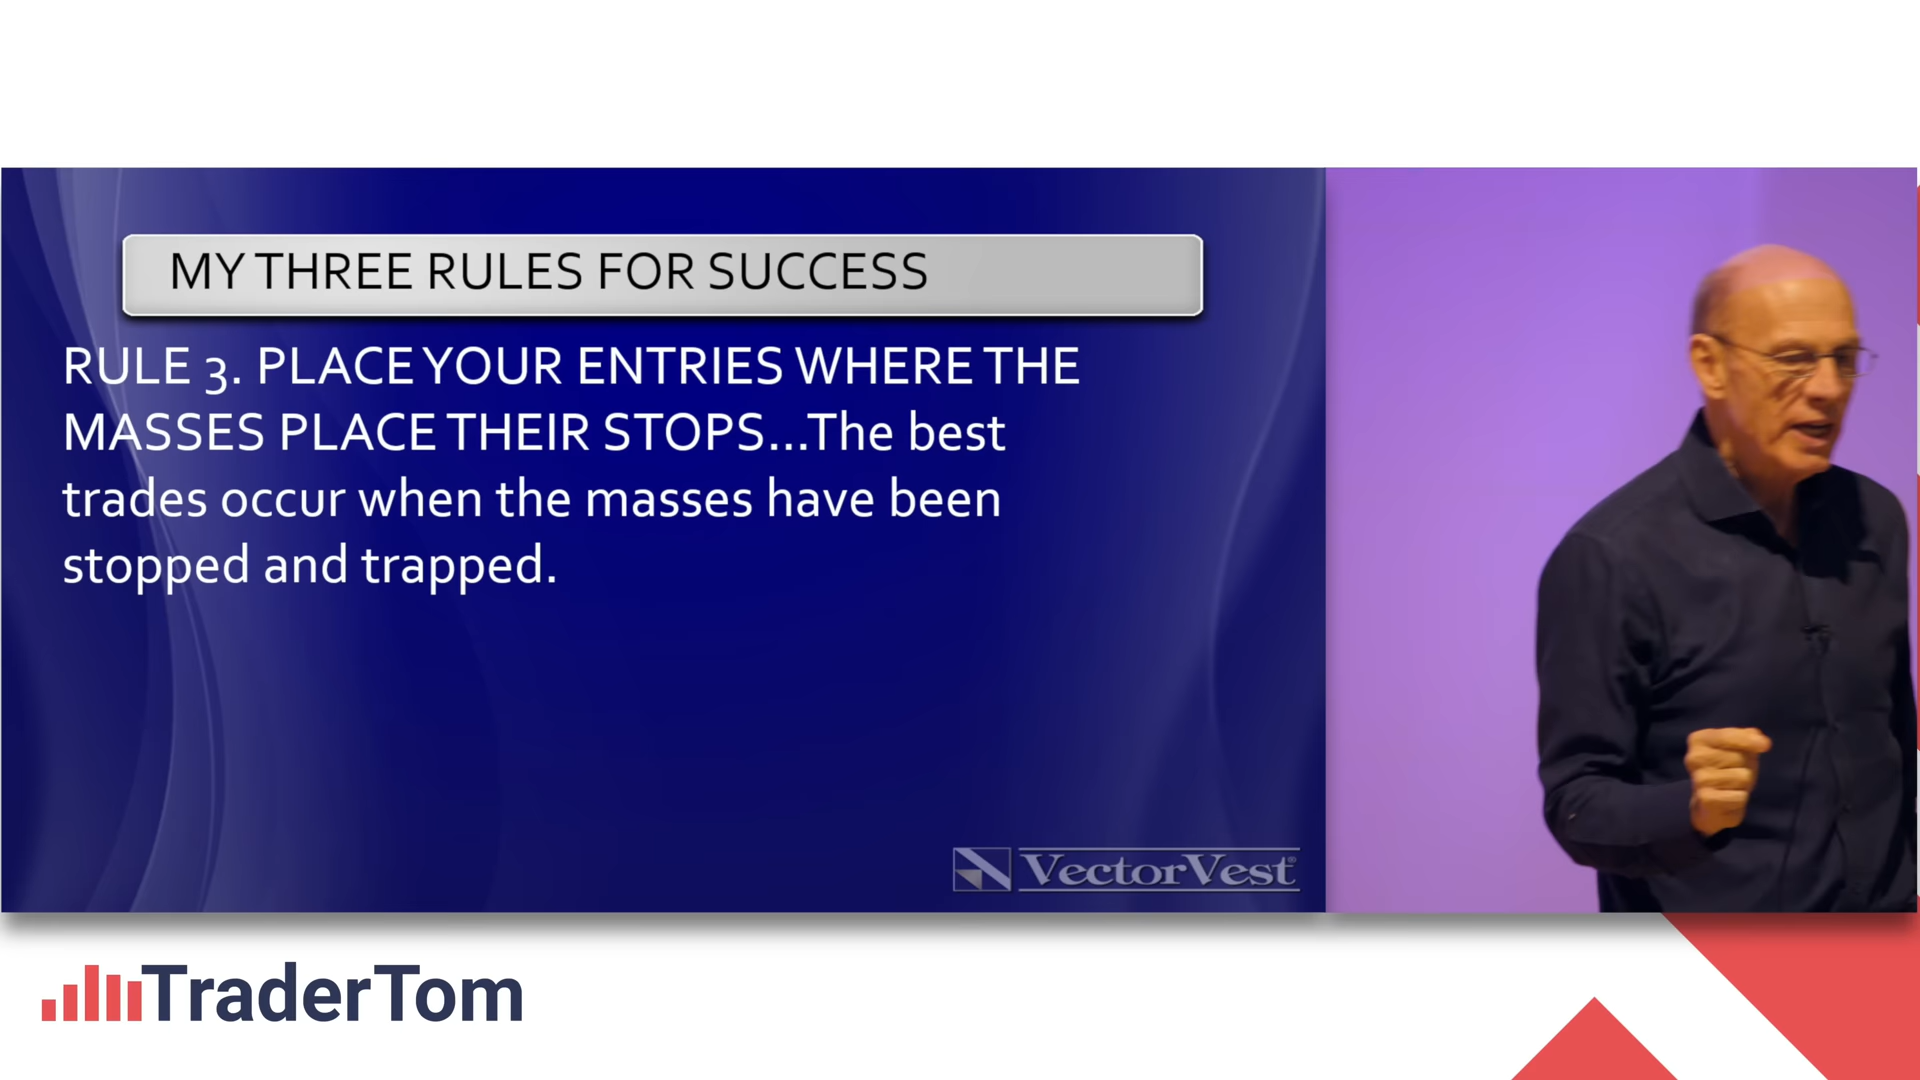 MY THREE RULES FOR SUCCESS
RULE 3. PLACE YOUR ENTRIES WHERE THE
MASSES PLACE THEIR STOPS...The best
trades occur when the masses have been
stopped and trapped.
VectorVest®
TraderTom